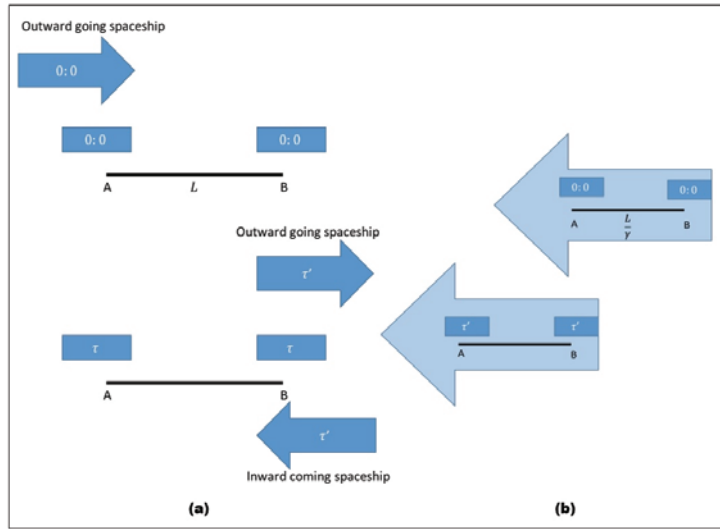 Outward going spaceship
0:0
0:0 0:0
A L B
Outward going spaceship
τ′
τ τ
A B
τ′
Inward coming spaceship
(a)
0:0 0:0
A L/γ B
τ′ τ′
A B
(b)